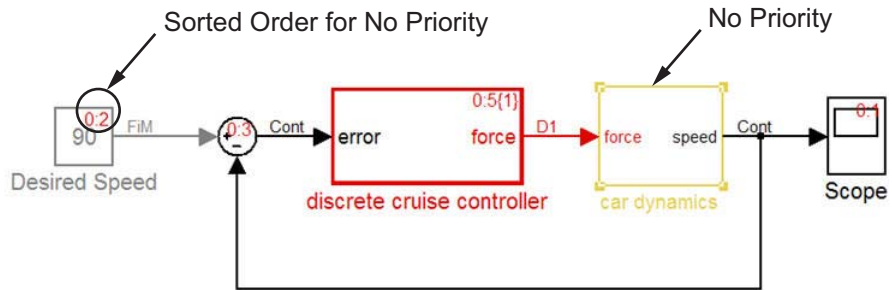 Sorted Order for No Priority
No Priority
0:2
90
FiM
Desired Speed
0:3
+
−
Cont
0:5{1}
error
force
discrete cruise controller
D1
force
speed
car dynamics
Cont
0:1
Scope